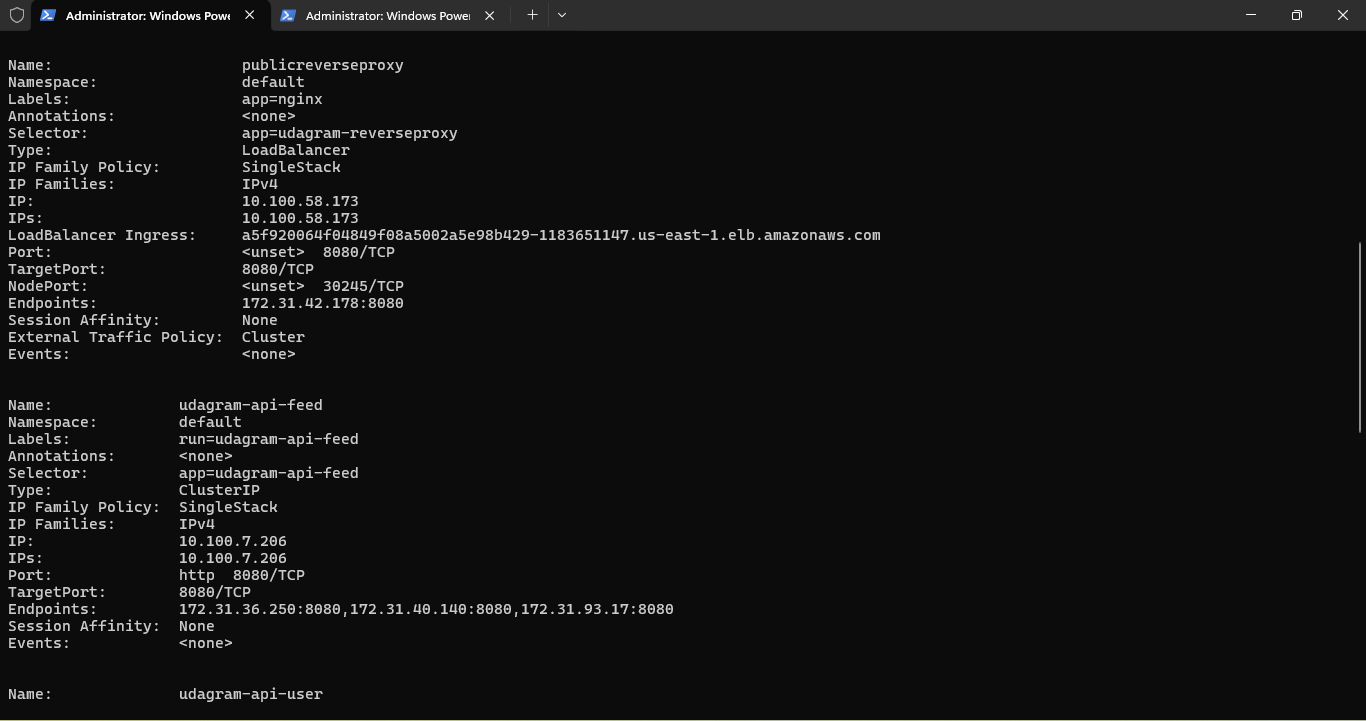 Administrator: Windows Powe
Administrator: Windows Power
Name: publicreverseproxy
Namespace: default
Labels: app=nginx
Annotations: <none>
Selector: app=udagram-reverseproxy
Type: LoadBalancer
IP Family Policy: SingleStack
IP Families: IPv4
IP: 10.100.58.173
IPs: 10.100.58.173
LoadBalancer Ingress: a5f920064f04849f08a5002a5e98b429-1183651147.us-east-1.elb.amazonaws.com
Port: <unset> 8080/TCP
TargetPort: 8080/TCP
NodePort: <unset> 30245/TCP
Endpoints: 172.31.42.178:8080
Session Affinity: None
External Traffic Policy: Cluster
Events: <none>
Name: udagram-api-feed
Namespace: default
Labels: run=udagram-api-feed
Annotations: <none>
Selector: app=udagram-api-feed
Type: ClusterIP
IP Family Policy: SingleStack
IP Families: IPv4
IP: 10.100.7.206
IPs: 10.100.7.206
Port: http 8080/TCP
TargetPort: 8080/TCP
Endpoints: 172.31.36.250:8080,172.31.40.140:8080,172.31.93.17:8080
Session Affinity: None
Events: <none>
Name: udagram-api-user